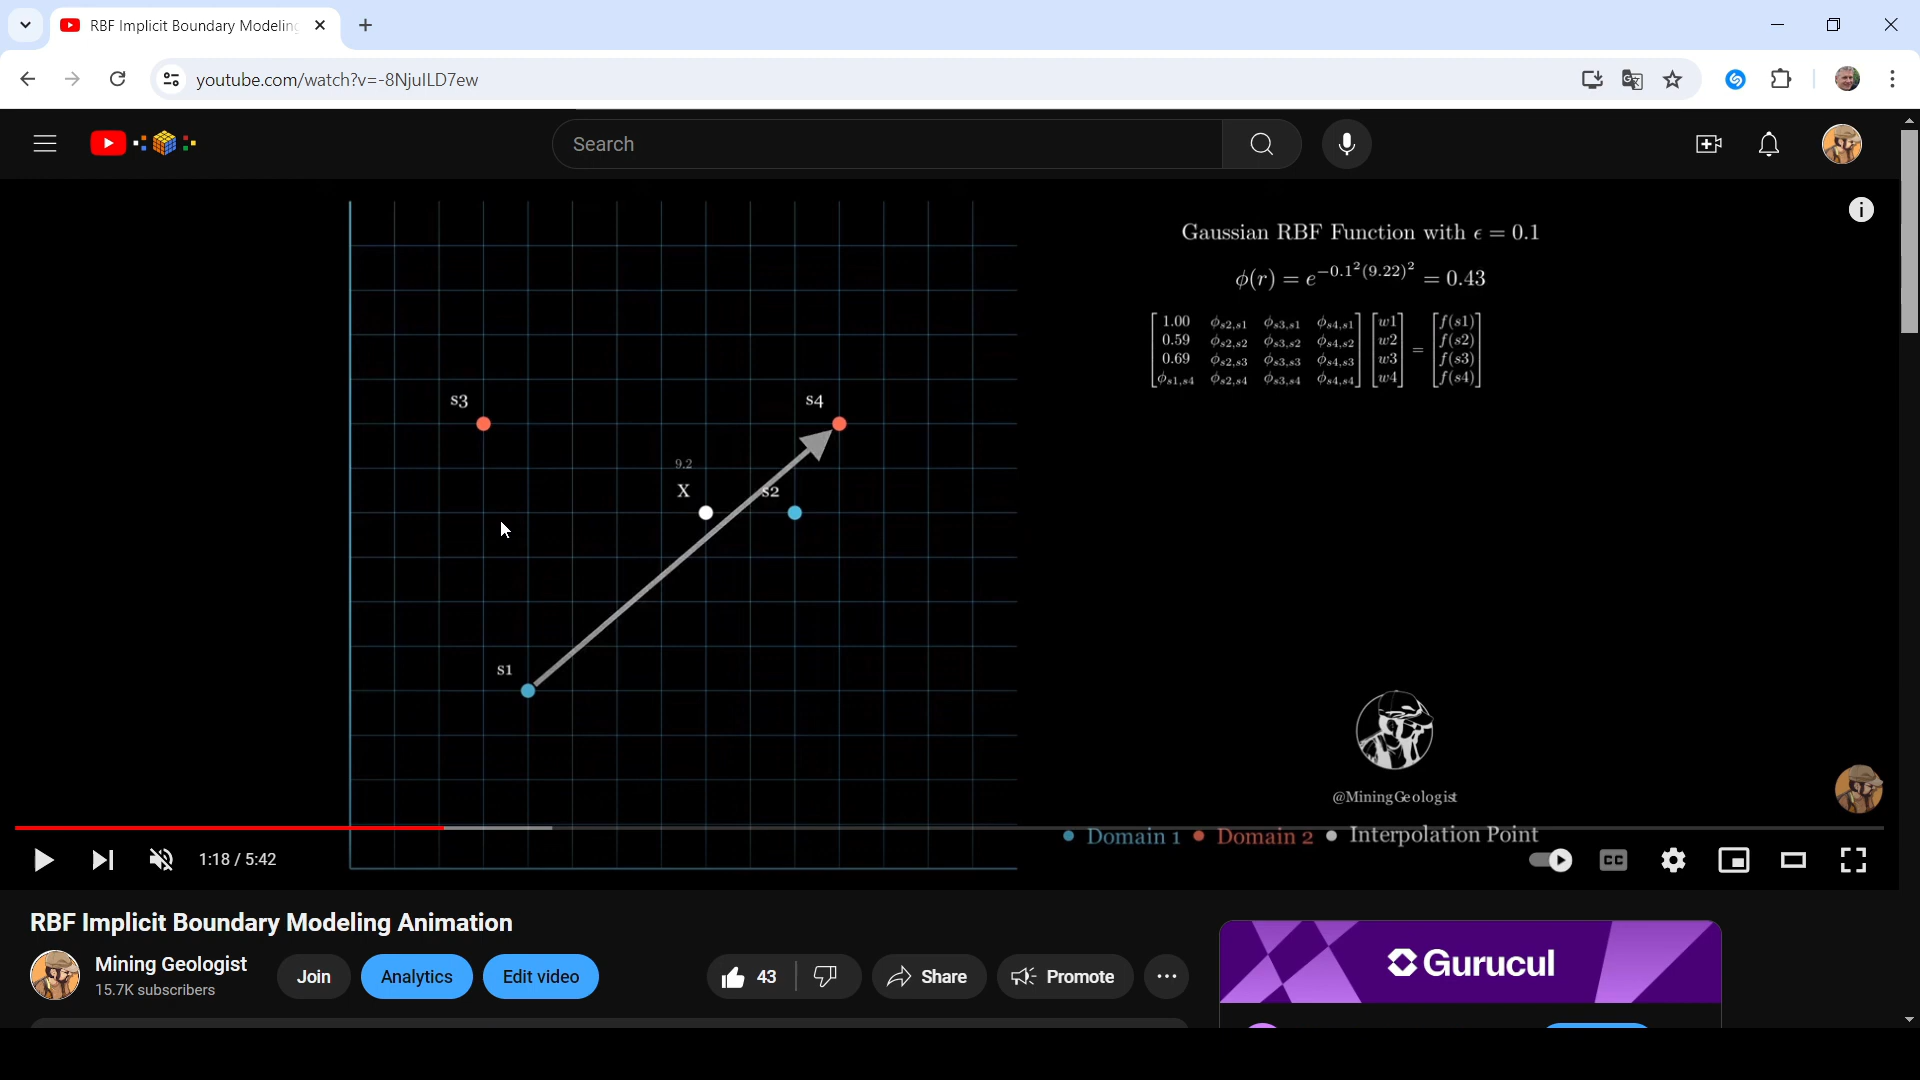 RBF Implicit Boundary Modeling
youtube.com/watch?v=-8NjuILD7ew
Search
Gaussian RBF Function with ϵ = 0.1
ϕ(r) = e^{−0.1²(9.22)²} = 0.43
1.00 ϕs2,s1 ϕs3,s1 ϕs4,s1 w1 f(s1)
0.59 ϕs2,s2 ϕs3,s2 ϕs4,s2 w2 = f(s2)
0.69 ϕs2,s3 ϕs3,s3 ϕs4,s3 w3 f(s3)
ϕs1,s4 ϕs2,s4 ϕs3,s4 ϕs4,s4 w4 f(s4)
s3
s4
9.2
X
s2
s1
@MiningGeologist
Domain 1 Domain 2 Interpolation Point
1:18 / 5:42
CC
RBF Implicit Boundary Modeling Animation
Mining Geologist
15.7K subscribers
Join
Analytics
Edit video
43
Share
Promote
Gurucul